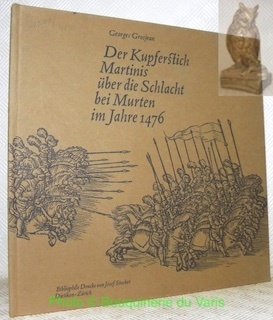 Georges Grosjean
Der Kupferstich
Martinis
über die Schlacht
bei Murten
im Jahre 1476
Bibliophile Drucke von Josef Stocker
Dietikon-Zürich
Bouquinerie du Varis